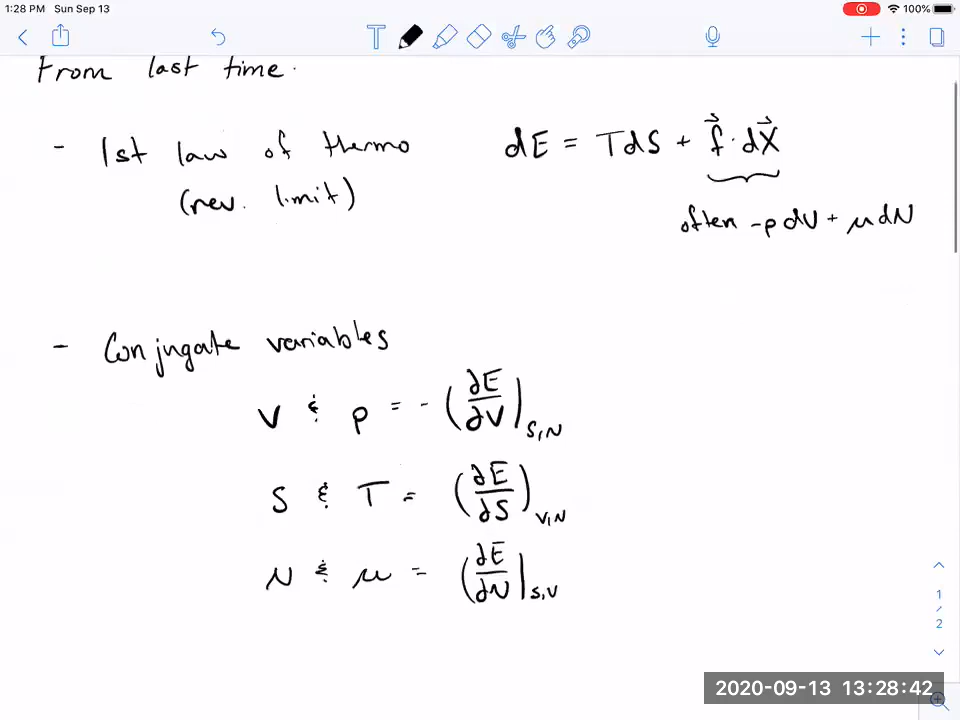 1:28 PM Sun Sep 13
100%
From last time.
- 1st law of thermo dE = TdS + f⃗ · dX⃗
(rev. limit)
often -pdV + μdN
- Conjugate variables
V & p = - (∂E/∂V)|S,N
S & T = (∂E/∂S)V,N
N & μ = (∂E/∂N|S,V
1
/
2
2020-09-13 13:28:42